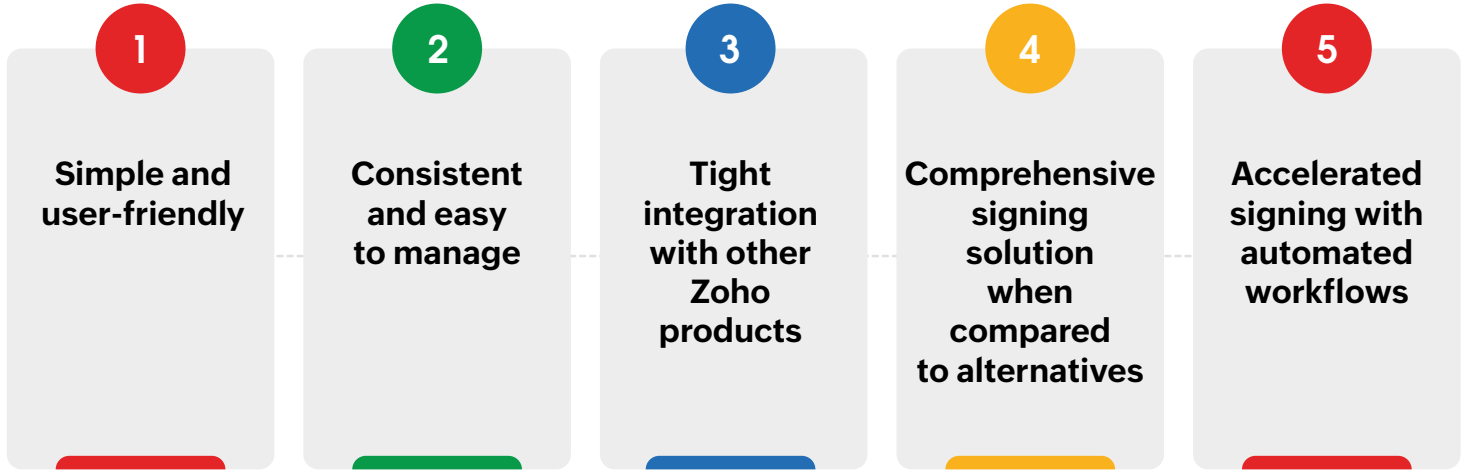 1
Simple and
user-friendly
2
Consistent
and easy
to manage
3
Tight
integration
with other
Zoho
products
4
Comprehensive
signing
solution
when
compared
to alternatives
5
Accelerated
signing with
automated
workflows